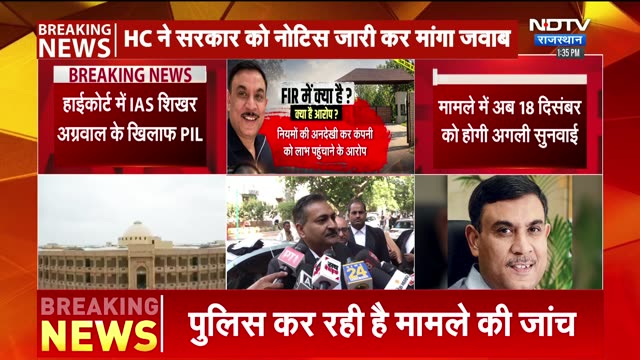 BREAKING
NEWS
HC ने सरकार को नोटिस जारी कर मांगा जवाब
NDTV
राजस्थान
1:35 PM
BREAKING NEWS
हाईकोर्ट में IAS शिखर
अग्रवाल के खिलाफ PIL
FIR में क्या है ?
क्या है आरोप ?
नियमों की अनदेखी कर कंपनी
को लाभ पहुंचाने के आरोप
मामले में अब 18 दिसंबर
को होगी अगली सुनवाई
PTI
24
BREAKING
NEWS
पुलिस कर रही है मामले की जांच